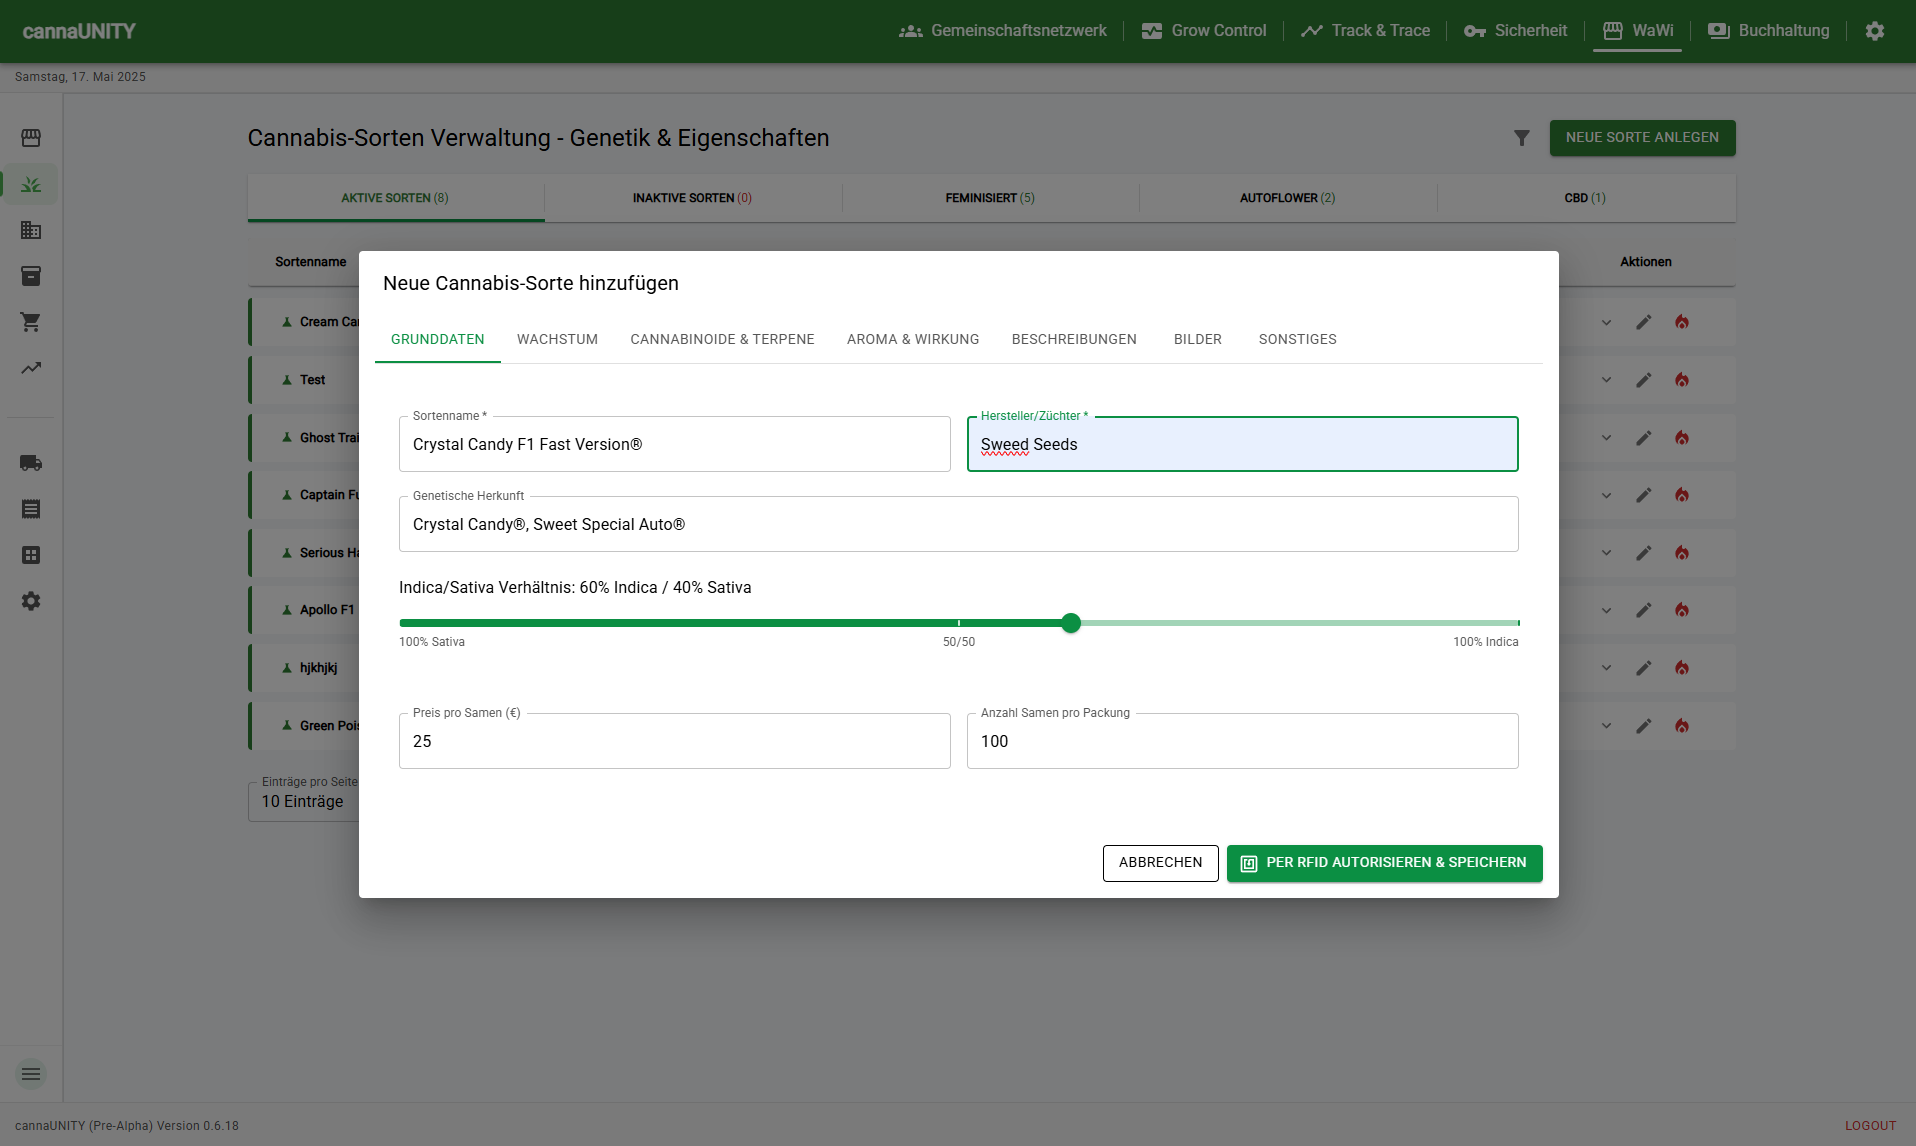 cannaUNITY
Gemeinschaftsnetzwerk
Grow Control
Track & Trace
Sicherheit
WaWi
Buchhaltung
Samstag, 17. Mai 2025
Cannabis-Sorten Verwaltung - Genetik & Eigenschaften
NEUE SORTE ANLEGEN
AKTIVE SORTEN (8)
INAKTIVE SORTEN (0)
FEMINISIERT (5)
AUTOFLOWER (2)
CBD (1)
Sortenname
Aktionen
Neue Cannabis-Sorte hinzufügen
GRUNDDATEN
WACHSTUM
CANNABINOIDE & TERPENE
AROMA & WIRKUNG
BESCHREIBUNGEN
BILDER
SONSTIGES
Sortenname *
Crystal Candy F1 Fast Version®
Hersteller/Züchter *
Sweed Seeds
Genetische Herkunft
Crystal Candy®, Sweet Special Auto®
Indica/Sativa Verhältnis: 60% Indica / 40% Sativa
100% Sativa
50/50
100% Indica
Preis pro Samen (€)
25
Anzahl Samen pro Packung
100
ABBRECHEN
PER RFID AUTORISIEREN & SPEICHERN
Cream
Test
Ghost
Captain
Serious
Apollo F1
hjkhjkj
Green
Einträge pro Seite
10 Einträge
cannaUNITY (Pre-Alpha) Version 0.6.18
LOGOUT